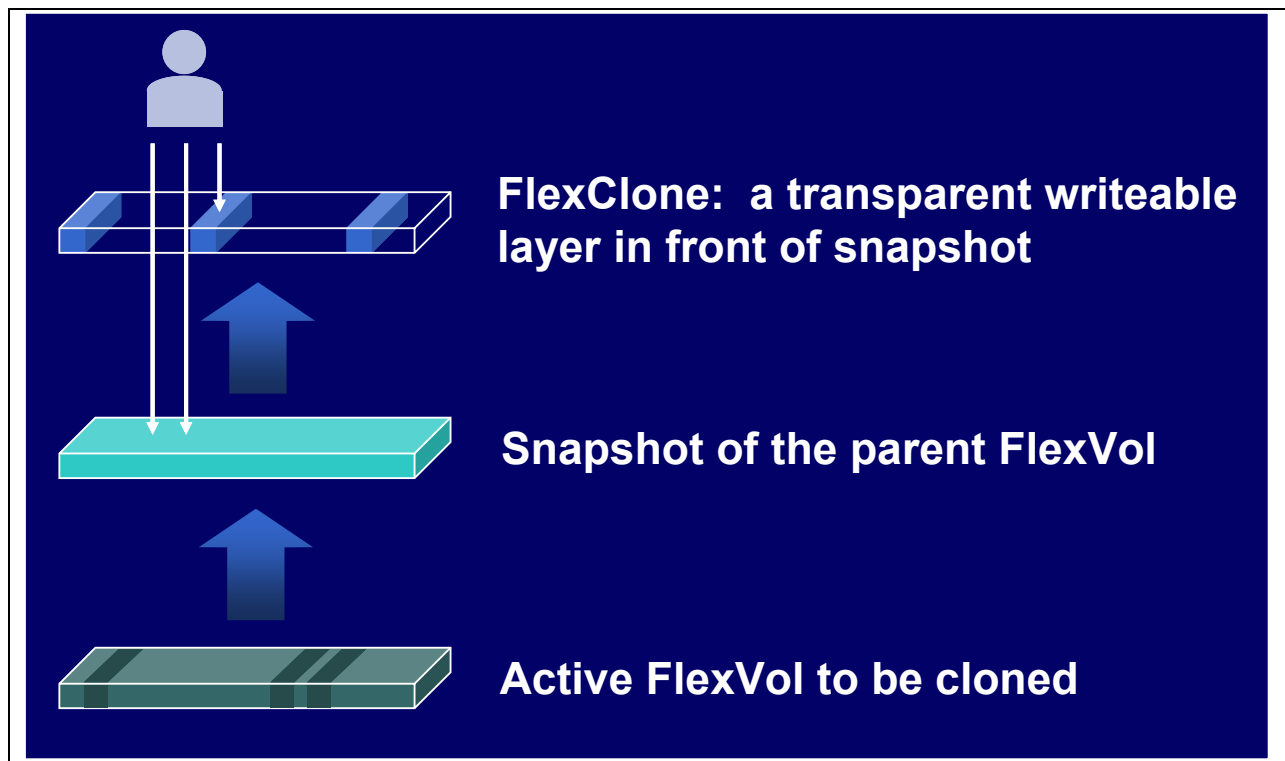 FlexClone:  a transparent writeable
layer in front of snapshot
Snapshot of the parent FlexVol
Active FlexVol to be cloned